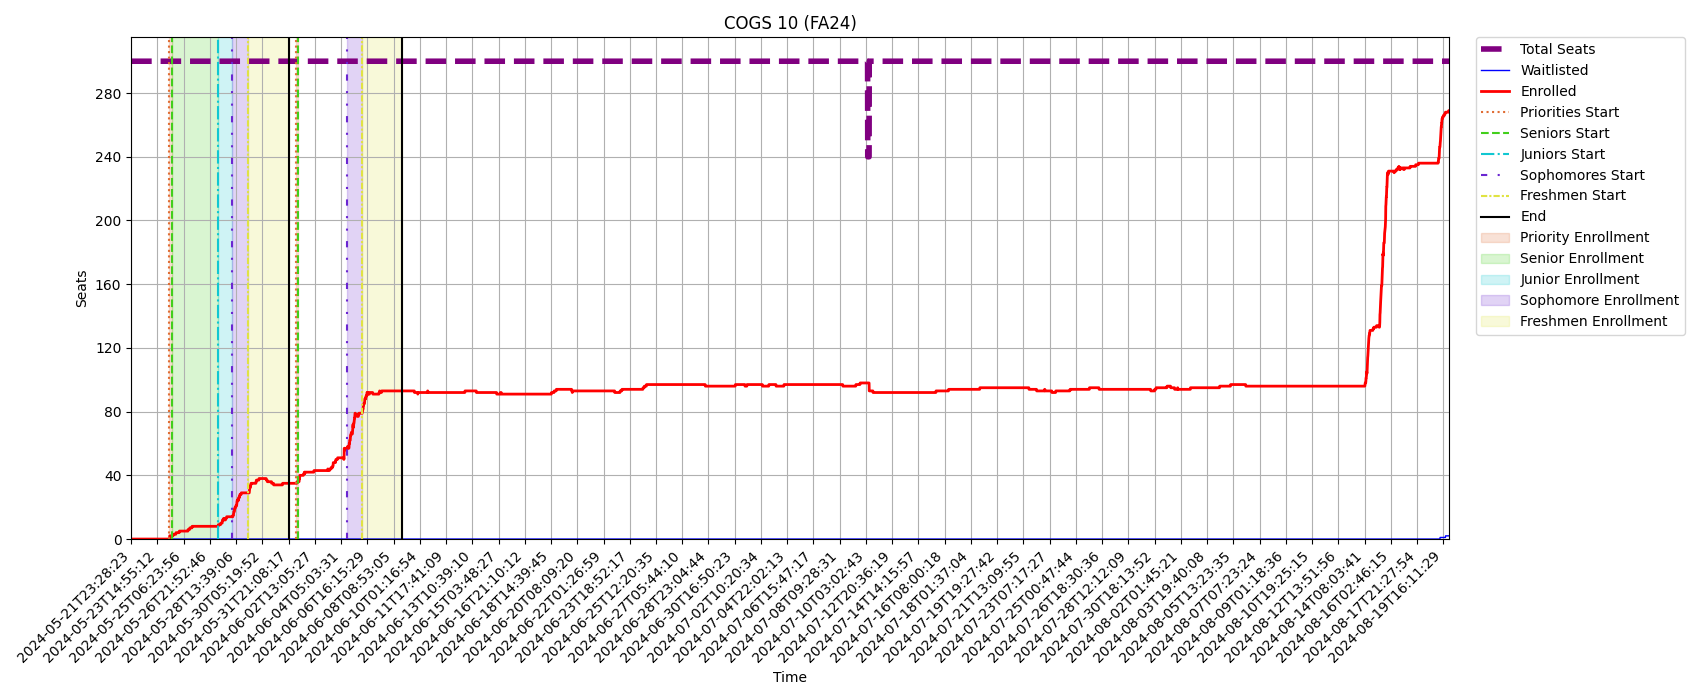 COGS 10 (FA24)
Seats
280
240
200
160
120
80
40
0
2024-05-21T23:28:23
2024-05-23T14:55:12
2024-05-25T06:23:56
2024-05-26T21:52:46
2024-05-28T13:39:06
2024-05-30T05:19:52
2024-05-31T21:08:17
2024-06-02T13:05:27
2024-06-04T05:03:31
2024-06-06T16:15:29
2024-06-08T08:53:05
2024-06-10T01:16:54
2024-06-11T17:41:09
2024-06-13T10:39:10
2024-06-15T03:48:27
2024-06-16T21:10:12
2024-06-18T14:39:45
2024-06-20T08:09:20
2024-06-22T01:26:59
2024-06-23T18:52:17
2024-06-25T12:20:35
2024-06-27T05:44:10
2024-06-28T23:04:44
2024-06-30T16:50:23
2024-07-02T10:20:34
2024-07-04T22:02:13
2024-07-06T15:47:17
2024-07-08T09:28:31
2024-07-10T03:02:43
2024-07-12T20:36:19
2024-07-14T14:15:57
2024-07-16T08:00:18
2024-07-18T01:37:04
2024-07-19T19:27:42
2024-07-21T13:09:55
2024-07-23T07:17:27
2024-07-25T00:47:44
2024-07-26T18:30:36
2024-07-28T12:12:09
2024-07-30T18:13:52
2024-08-02T01:45:21
2024-08-03T19:40:08
2024-08-05T13:23:35
2024-08-07T07:23:24
2024-08-09T01:18:36
2024-08-10T19:25:15
2024-08-12T13:51:56
2024-08-14T08:03:41
2024-08-16T02:46:15
2024-08-17T21:27:54
2024-08-19T16:11:29
Time
Total Seats
Waitlisted
Enrolled
Priorities Start
Seniors Start
Juniors Start
Sophomores Start
Freshmen Start
End
Priority Enrollment
Senior Enrollment
Junior Enrollment
Sophomore Enrollment
Freshmen Enrollment